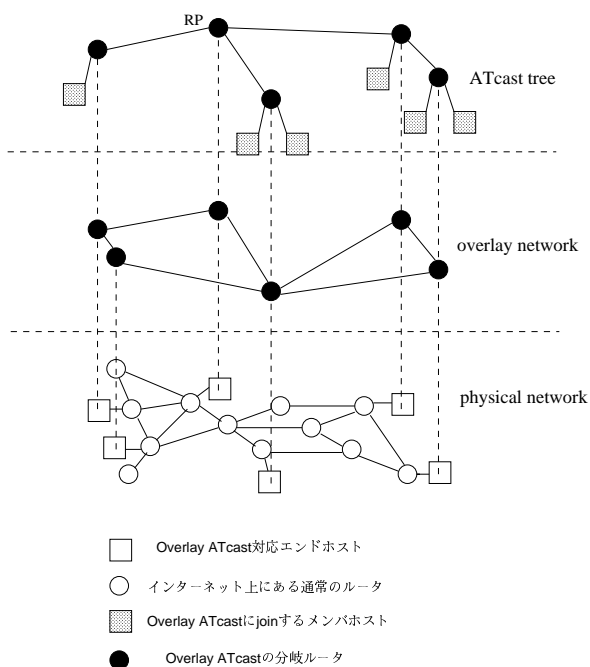 RP
ATcast tree
overlay network
physical network
Overlay ATcast対応エンドホスト
インターネット上にある通常のルータ
Overlay ATcastにjoinするメンバホスト
Overlay ATcastの分岐ルータ